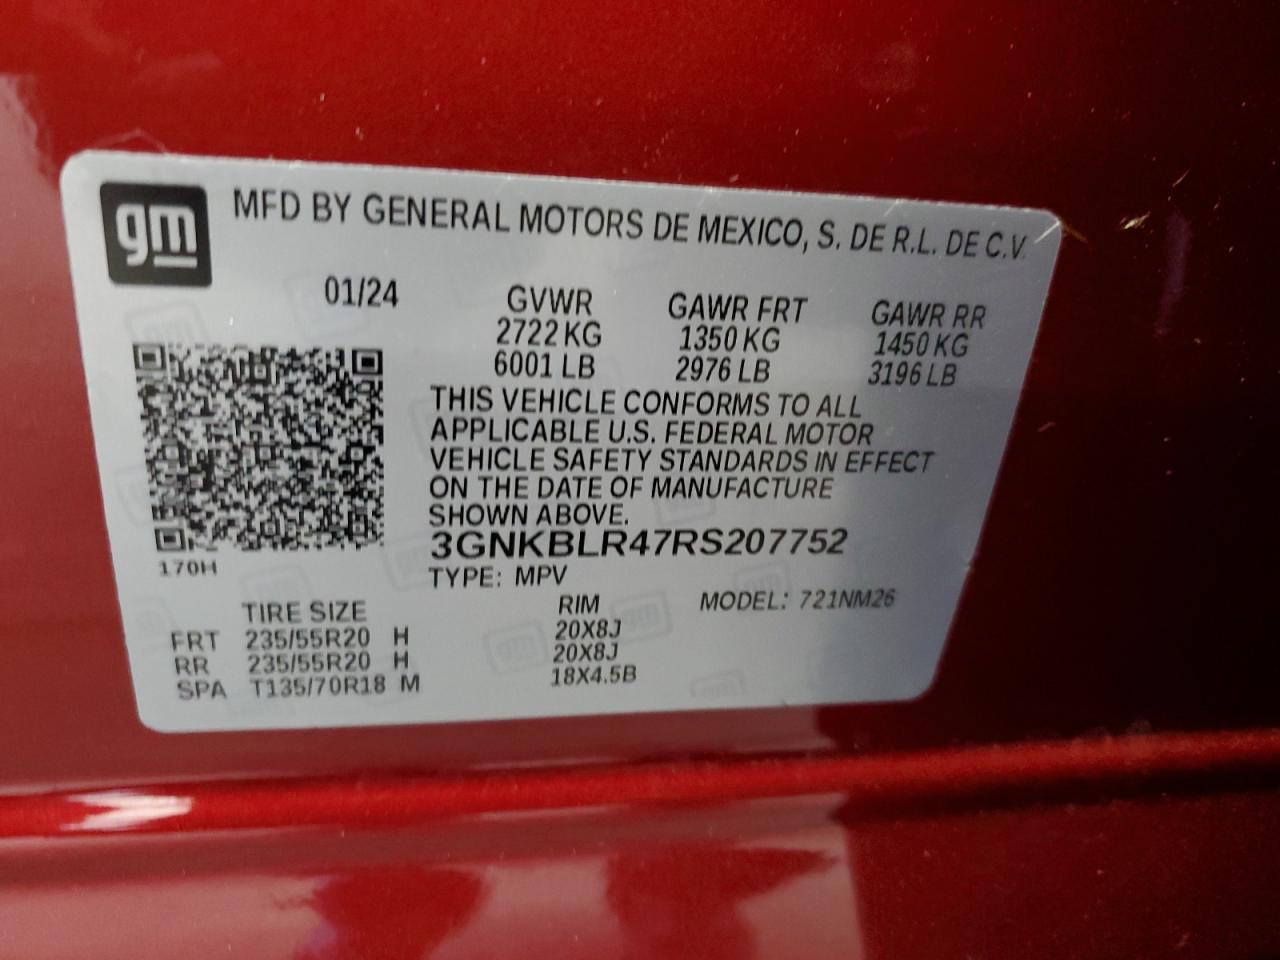 gm
MFD BY GENERAL MOTORS DE MEXICO, S. DE R.L. DE C.V.
01/24 GVWR GAWR FRT GAWR RR
2722 KG 1350 KG 1450 KG
6001 LB 2976 LB 3196 LB
THIS VEHICLE CONFORMS TO ALL
APPLICABLE U.S. FEDERAL MOTOR
VEHICLE SAFETY STANDARDS IN EFFECT
ON THE DATE OF MANUFACTURE
SHOWN ABOVE.
3GNKBLR47RS207752
170H
TYPE: MPV
TIRE SIZE RIM MODEL: 721NM26
FRT 235/55R20 H 20X8J
RR 235/55R20 H 20X8J
SPA T135/70R18 M 18X4.5B